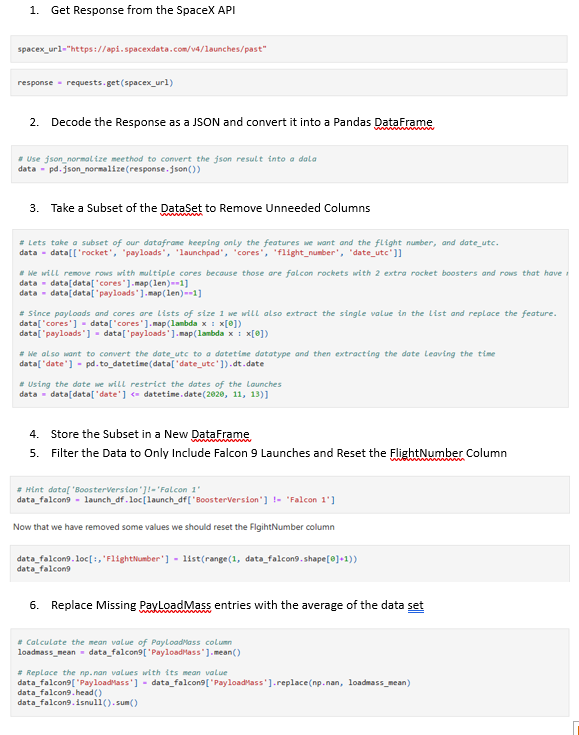 1. Get Response from the SpaceX API
spacex_url="https://api.spacexdata.com/v4/launches/past"
response = requests.get(spacex_url)
2. Decode the Response as a JSON and convert it into a Pandas DataFrame
# Use json_normalize meethod to convert the json result into a data
data = pd.json_normalize(response.json())
3. Take a Subset of the DataSet to Remove Unneeded Columns
# Lets take a subset of our dataframe keeping only the features we want and the flight number, and date_utc.
data = data[['rocket', 'payloads', 'launchpad', 'cores', 'flight_number', 'date_utc']]
# We will remove rows with multiple cores because those are falcon rockets with 2 extra rocket boosters and rows that have
data = data[data['cores'].map(len)==1]
data = data[data['payloads'].map(len)==1]
# Since payloads and cores are lists of size 1 we will also extract the single value in the list and replace the feature.
data['cores'] = data['cores'].map(lambda x : x[0])
data['payloads'] = data['payloads'].map(lambda x : x[0])
# We also want to convert the date_utc to a datetime datatype and then extracting the date leaving the time
data['date'] = pd.to_datetime(data['date_utc']).dt.date
# Using the date we will restrict the dates of the launches
data = data[data['date'] <= datetime.date(2020, 11, 13)]
4. Store the Subset in a New DataFrame
5. Filter the Data to Only Include Falcon 9 Launches and Reset the FlightNumber Column
# Hint data['BoosterVersion']!='Falcon 1'
data_falcon9 = launch_df.loc[launch_df['BoosterVersion'] != 'Falcon 1']
Now that we have removed some values we should reset the FlgihtNumber column
data_falcon9.loc[:,'FlightNumber'] = list(range(1, data_falcon9.shape[0]+1))
data_falcon9
6. Replace Missing PayLoadMass entries with the average of the data set
# Calculate the mean value of PayloadMass column
loadmass_mean = data_falcon9['PayloadMass'].mean()
# Replace the np.nan values with its mean value
data_falcon9['PayloadMass'] = data_falcon9['PayloadMass'].replace(np.nan, loadmass_mean)
data_falcon9.head()
data_falcon9.isnull().sum()